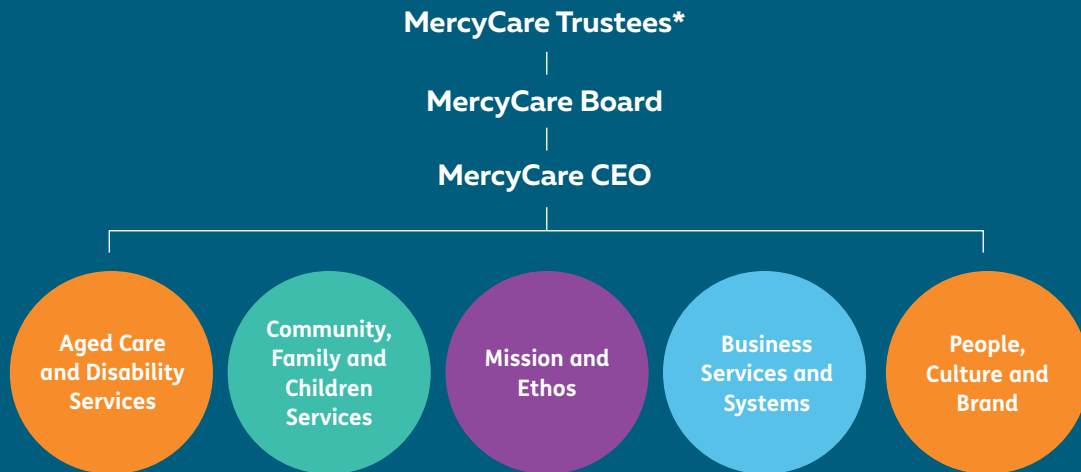 MercyCare Trustees*
MercyCare Board
MercyCare CEO
Aged Care
and Disability
Services
Community,
Family and
Children
Services
Mission and
Ethos
Business
Services and
Systems
People,
Culture and
Brand